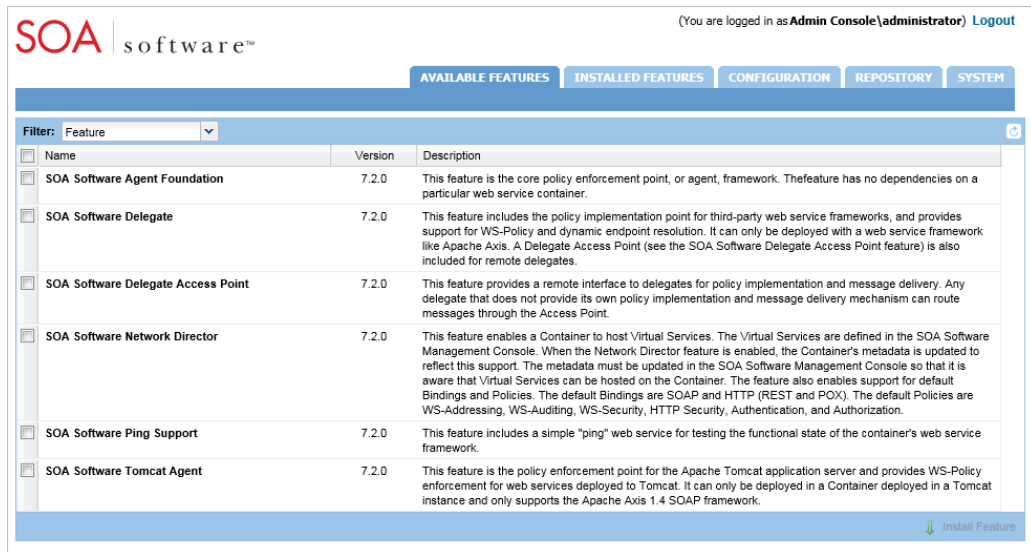 (You are logged in as Admin Console\administrator) Logout
SOA software™
AVAILABLE FEATURES INSTALLED FEATURES CONFIGURATION REPOSITORY SYSTEM
Filter: Feature
Name Version Description
SOA Software Agent Foundation 7.2.0 This feature is the core policy enforcement point, or agent, framework. Thefeature has no dependencies on a
particular web service container.
SOA Software Delegate 7.2.0 This feature includes the policy implementation point for third-party web service frameworks, and provides
support for WS-Policy and dynamic endpoint resolution. It can only be deployed with a web service framework
like Apache Axis. A Delegate Access Point (see the SOA Software Delegate Access Point feature) is also
included for remote delegates.
SOA Software Delegate Access Point 7.2.0 This feature provides a remote interface to delegates for policy implementation and message delivery. Any
delegate that does not provide its own policy implementation and message delivery mechanism can route
messages through the Access Point.
SOA Software Network Director 7.2.0 This feature enables a Container to host Virtual Services. The Virtual Services are defined in the SOA Software
Management Console. When the Network Director feature is enabled, the Container's metadata is updated to
reflect this support. The metadata must be updated in the SOA Software Management Console so that it is
aware that Virtual Services can be hosted on the Container. The feature also enables support for default
Bindings and Policies. The default Bindings are SOAP and HTTP (REST and POX). The default Policies are
WS-Addressing, WS-Auditing, WS-Security, HTTP Security, Authentication, and Authorization.
SOA Software Ping Support 7.2.0 This feature includes a simple "ping" web service for testing the functional state of the container's web service
framework.
SOA Software Tomcat Agent 7.2.0 This feature is the policy enforcement point for the Apache Tomcat application server and provides WS-Policy
enforcement for web services deployed to Tomcat. It can only be deployed in a Container deployed in a Tomcat
instance and only supports the Apache Axis 1.4 SOAP framework.
Install Feature